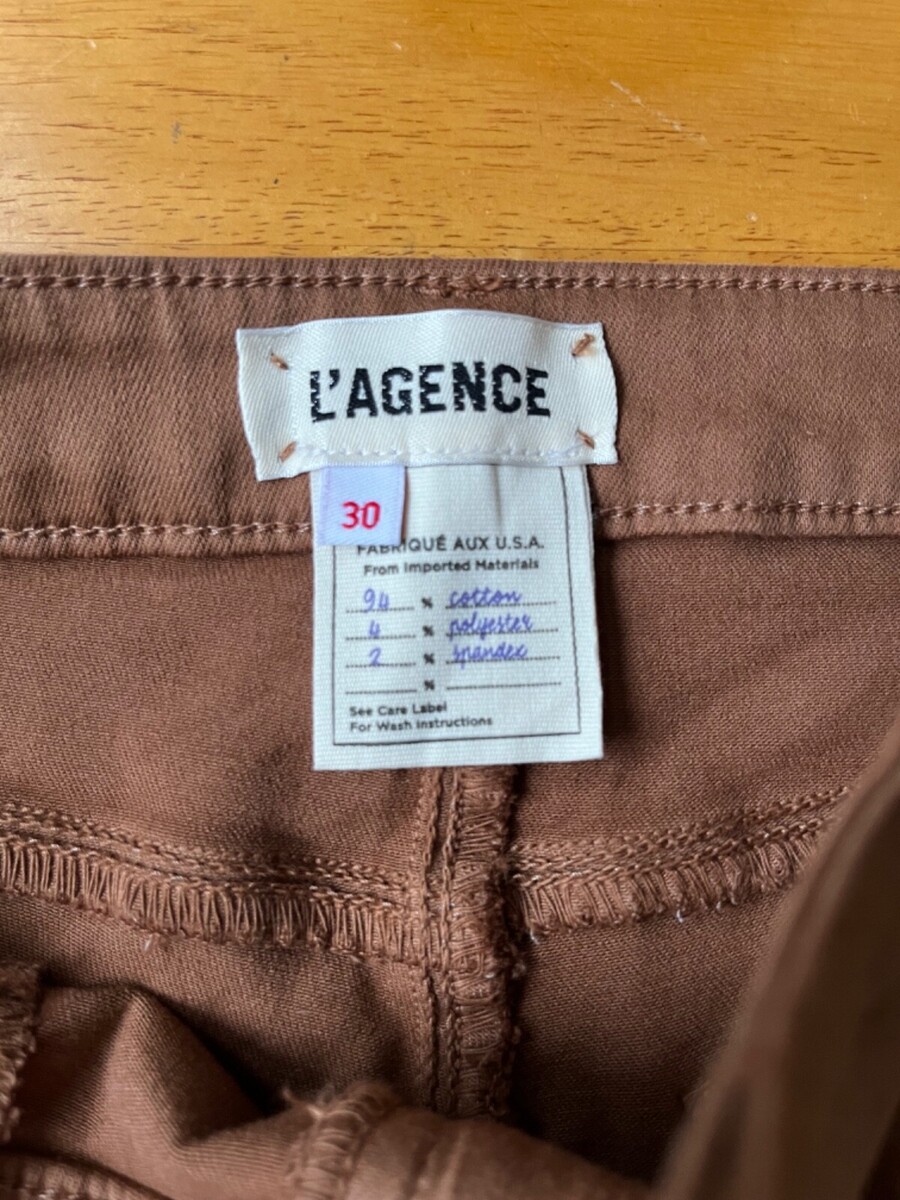 L'AGENCE
30
FABRIQUÉ AUX U.S.A.
From Imported Materials
94 % cotton
4 % polyester
2 % spandex
%
See Care Label
For Wash Instructions